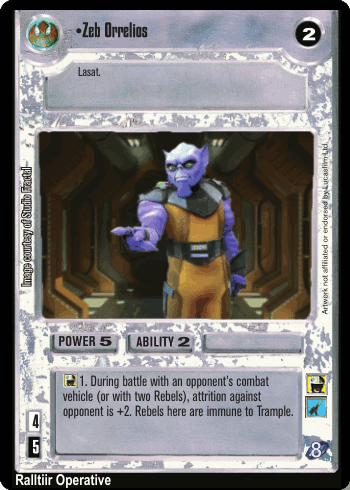 •Zeb Orrelios
2
Lasat.
Image courtesy of Studio Fractal
Artwork not affiliated or endorsed by Lucasfilm Ltd.
POWER 5
ABILITY 2
1. During battle with an opponent's combat
vehicle (or with two Rebels), attrition against
opponent is +2. Rebels here are immune to Trample.
4
5
8
Ralltiir Operative